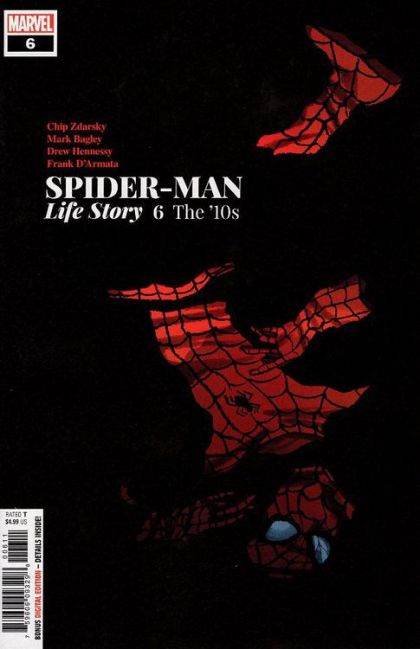 MARVEL
6
Chip Zdarsky
Mark Bagley
Drew Hennessy
Frank D'Armata
SPIDER-MAN
Life Story 6 The '10s
RATED T
$4.99 US
00611
BONUS DIGITAL EDITION – DETAILS INSIDE!